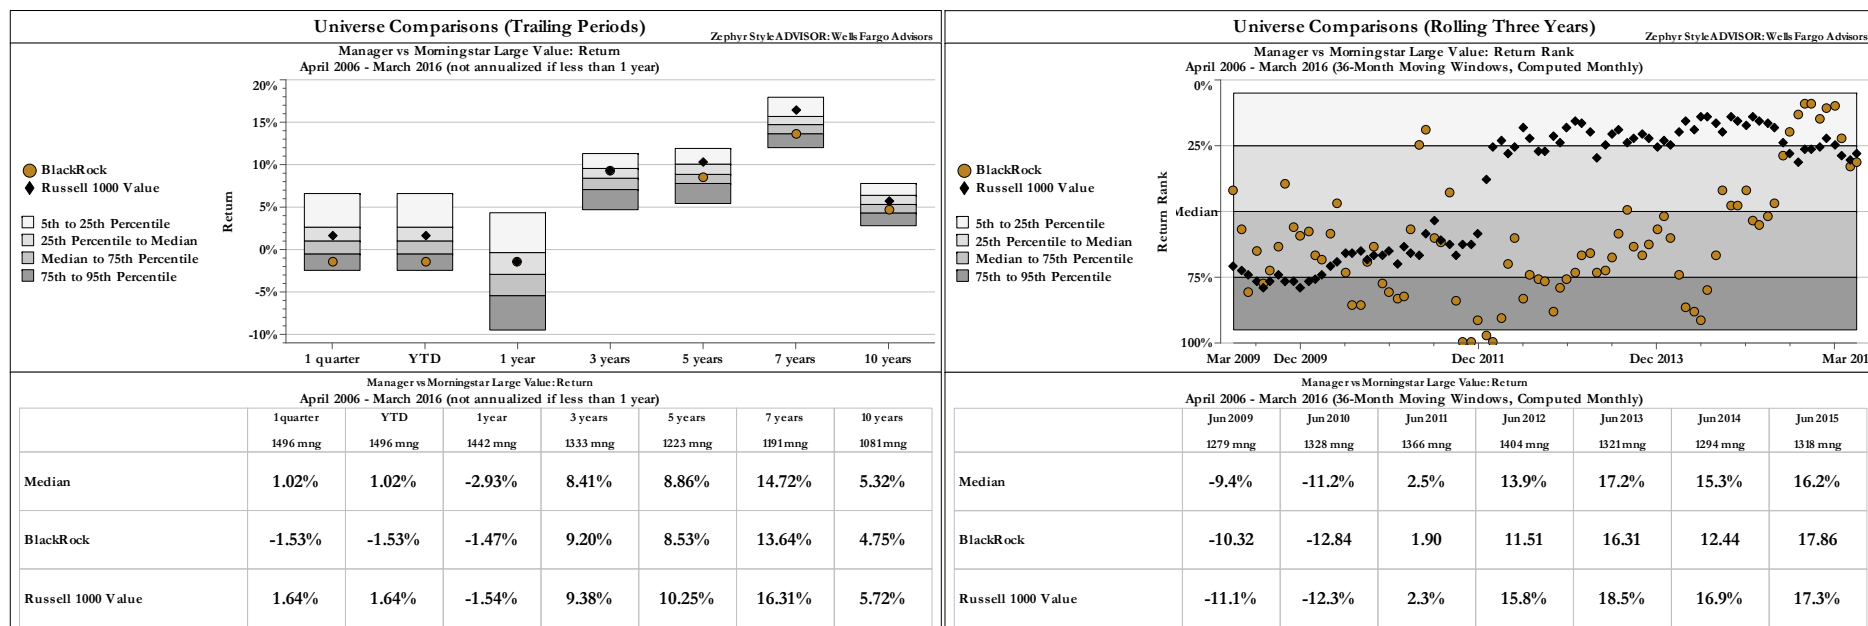 Universe Comparisons (Trailing Periods)
Zephyr StyleADVISOR: Wells Fargo Advisors
Manager vs Morningstar Large Value: Return
April 2006 - March 2016 (not annualized if less than 1 year)
BlackRock
Russell 1000 Value
5th to 25th Percentile
25th Percentile to Median
Median to 75th Percentile
75th to 95th Percentile
Return
20%
15%
10%
5%
0%
-5%
-10%
1 quarter YTD 1 year 3 years 5 years 7 years 10 years
Manager vs Morningstar Large Value: Return
April 2006 - March 2016 (not annualized if less than 1 year)
1 quarter YTD 1 year 3 years 5 years 7 years 10 years
1496 mng 1496 mng 1442 mng 1333 mng 1223 mng 1191 mng 1081 mng
Median 1.02% 1.02% -2.93% 8.41% 8.86% 14.72% 5.32%
BlackRock -1.53% -1.53% -1.47% 9.20% 8.53% 13.64% 4.75%
Russell 1000 Value 1.64% 1.64% -1.54% 9.38% 10.25% 16.31% 5.72%
Universe Comparisons (Rolling Three Years)
Zephyr StyleADVISOR: Wells Fargo Advisors
Manager vs Morningstar Large Value: Return Rank
April 2006 - March 2016 (36-Month Moving Windows, Computed Monthly)
BlackRock
Russell 1000 Value
5th to 25th Percentile
25th Percentile to Median
Median to 75th Percentile
75th to 95th Percentile
Return Rank
0%
25%
Median
75%
100%
Mar 2009 Dec 2009 Dec 2011 Dec 2013 Mar 201
Manager vs Morningstar Large Value: Return
April 2006 - March 2016 (36-Month Moving Windows, Computed Monthly)
Jun 2009 Jun 2010 Jun 2011 Jun 2012 Jun 2013 Jun 2014 Jun 2015
1279 mng 1328 mng 1366 mng 1404 mng 1321 mng 1294 mng 1318 mng
Median -9.4% -11.2% 2.5% 13.9% 17.2% 15.3% 16.2%
BlackRock -10.32 -12.84 1.90 11.51 16.31 12.44 17.86
Russell 1000 Value -11.1% -12.3% 2.3% 15.8% 18.5% 16.9% 17.3%